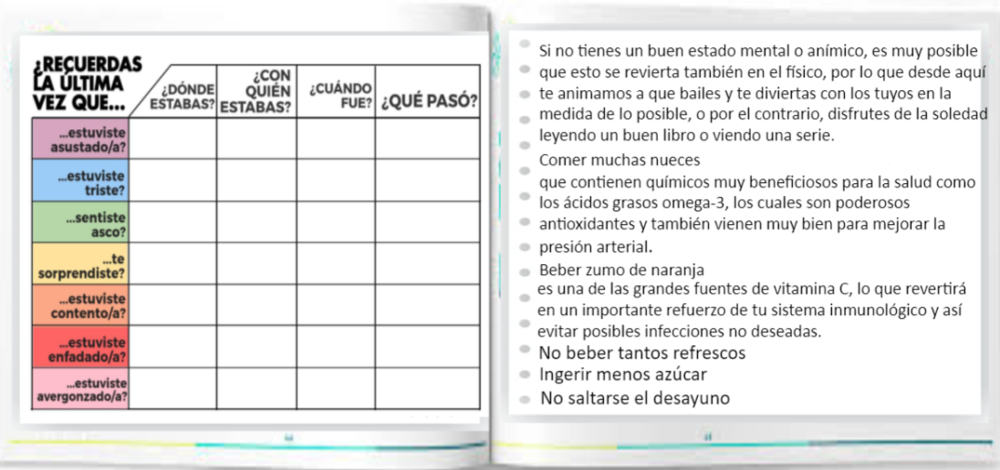 ¿RECUERDAS
LA ÚLTIMA
VEZ QUE...
¿DÓNDE
ESTABAS?
¿CON
QUIÉN
ESTABAS?
¿CUÁNDO
FUE?
¿QUÉ PASÓ?
...estuviste
asustado/a?
...estuviste
triste?
...sentiste
asco?
...te
sorprendiste?
...estuviste
contento/a?
...estuviste
enfadado/a?
...estuviste
avergonzado/a?
Si no tienes un buen estado mental o anímico, es muy posible
que esto se revierta también en el físico, por lo que desde aquí
te animamos a que bailes y te diviertas con los tuyos en la
medida de lo posible, o por el contrario, disfrutes de la soledad
leyendo un buen libro o viendo una serie.
Comer muchas nueces
que contienen químicos muy beneficiosos para la salud como
los ácidos grasos omega-3, los cuales son poderosos
antioxidantes y también vienen muy bien para mejorar la
presión arterial.
Beber zumo de naranja
es una de las grandes fuentes de vitamina C, lo que revertirá
en un importante refuerzo de tu sistema inmunológico y así
evitar posibles infecciones no deseadas.
No beber tantos refrescos
Ingerir menos azúcar
No saltarse el desayuno